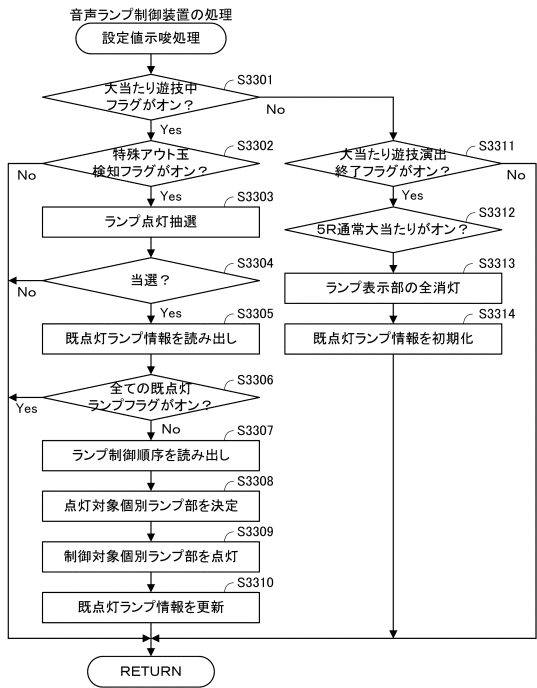 音声ランプ制御装置の処理
設定値示唆処理
S3301
大当たり遊技中
フラグがオン？
No
Yes
S3302
特殊アウト玉
検知フラグがオン？
No
Yes
S3303
ランプ点灯抽選
S3304
当選？
No
Yes
S3305
既点灯ランプ情報を読み出し
S3306
全ての既点灯
ランプフラグがオン？
Yes
No
S3307
ランプ制御順序を読み出し
S3308
点灯対象個別ランプ部を決定
S3309
制御対象個別ランプ部を点灯
S3310
既点灯ランプ情報を更新
S3311
大当たり遊技演出
終了フラグがオン？
No
Yes
S3312
５R通常大当たりがオン？
S3313
ランプ表示部の全消灯
S3314
既点灯ランプ情報を初期化
RETURN